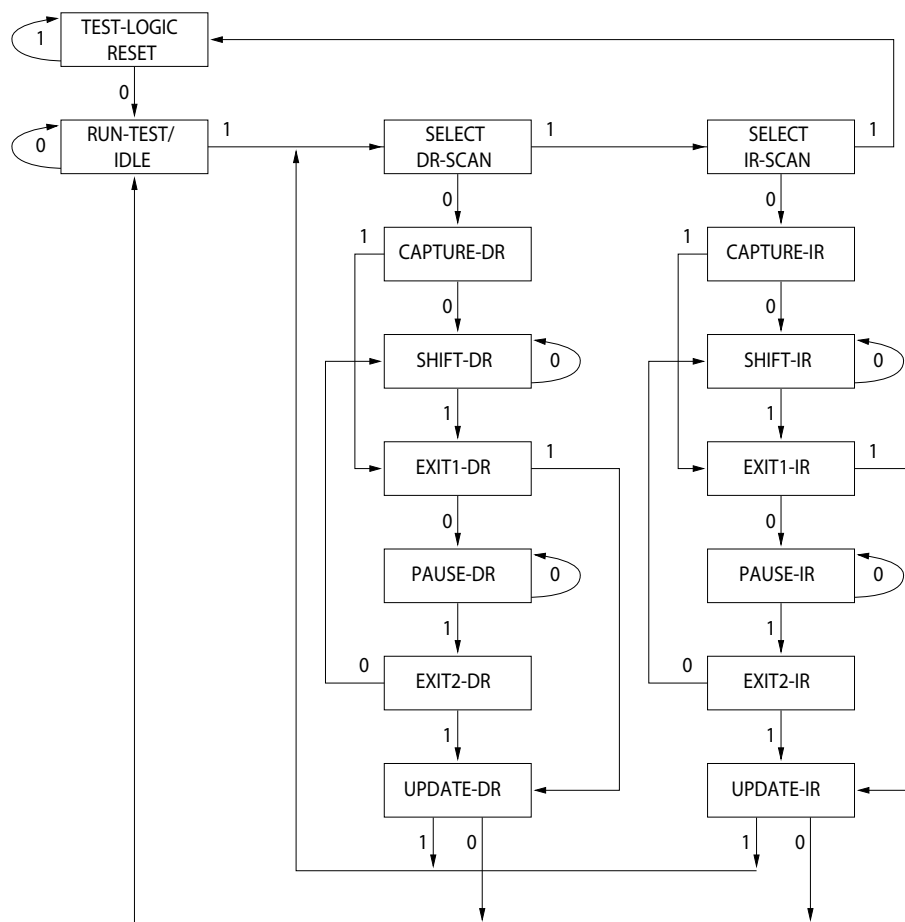 TEST-LOGIC
RESET
1
0
RUN-TEST/
IDLE
0
1
SELECT
DR-SCAN
1
SELECT
IR-SCAN
1
0
0
1
CAPTURE-DR
1
CAPTURE-IR
0
0
SHIFT-DR
0
SHIFT-IR
0
1
1
EXIT1-DR
1
EXIT1-IR
1
0
0
PAUSE-DR
0
PAUSE-IR
0
1
1
0
EXIT2-DR
0
EXIT2-IR
1
1
UPDATE-DR
UPDATE-IR
1
0
1
0